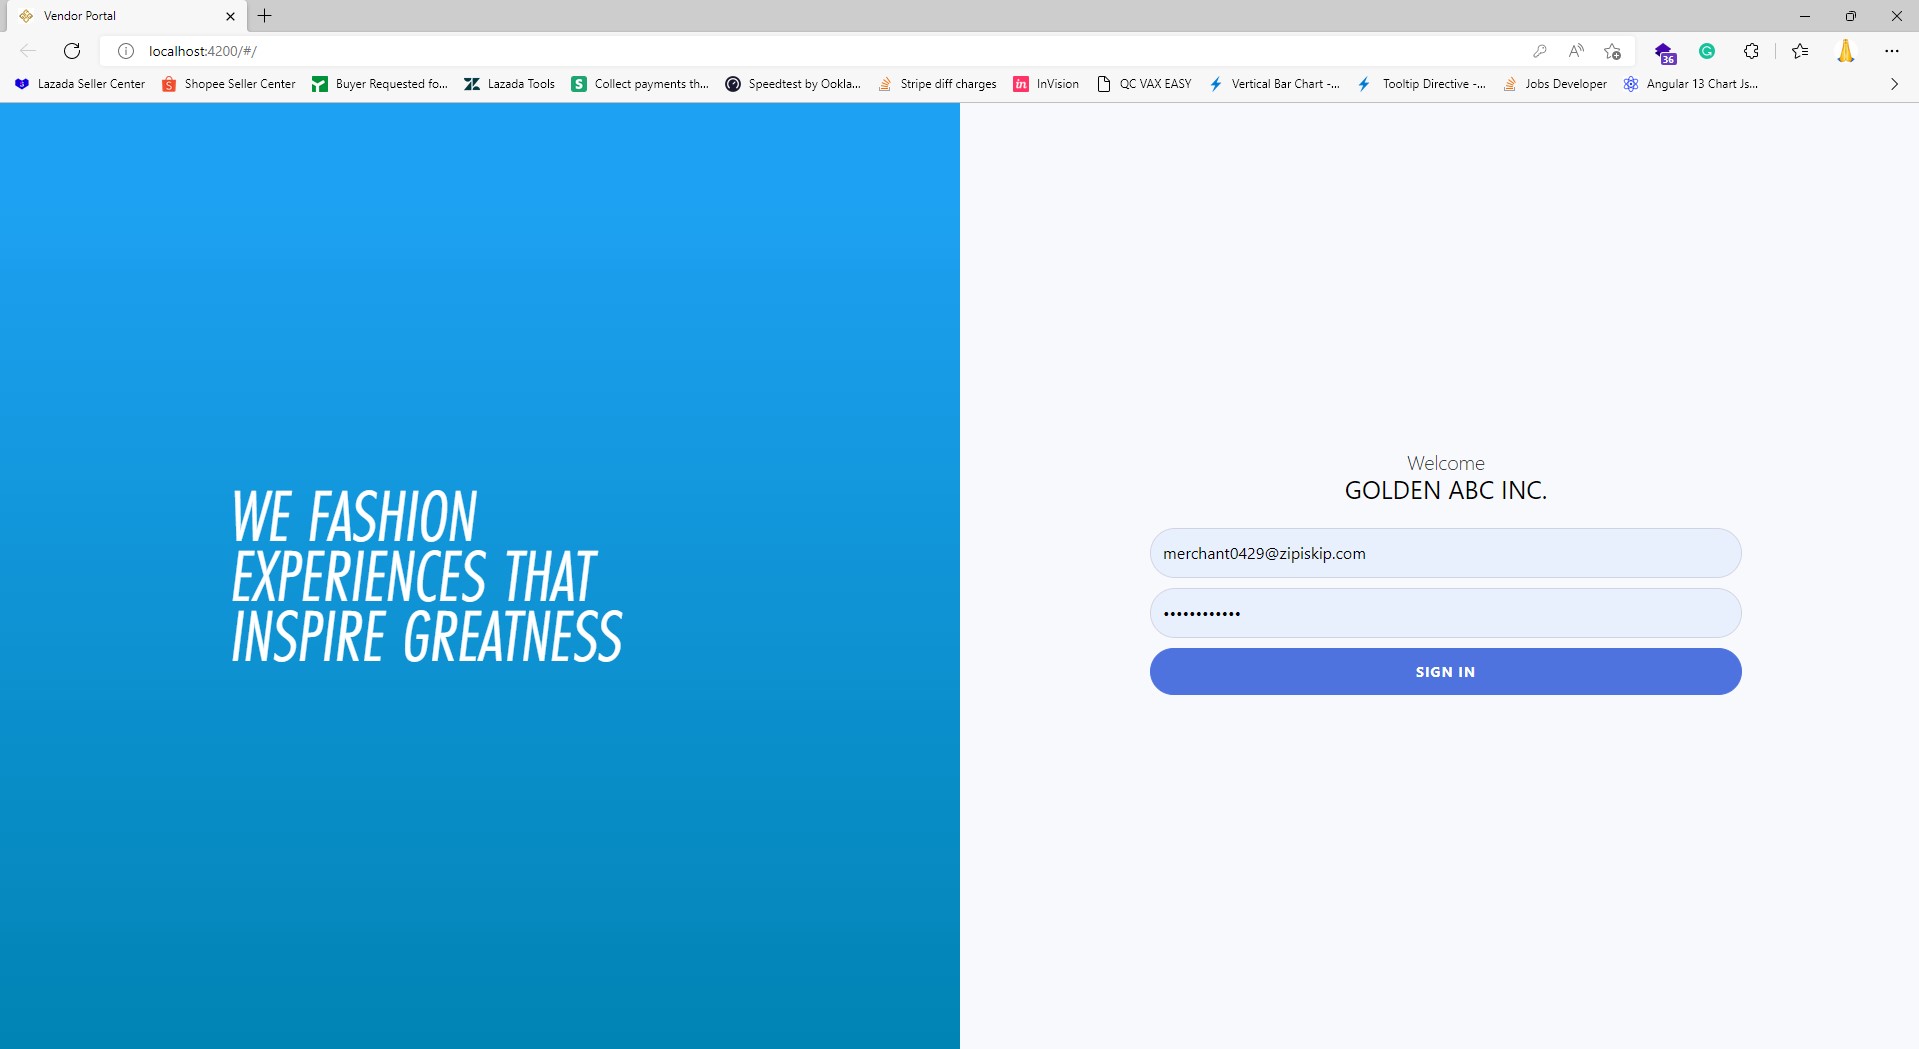 Vendor Portal
localhost:4200/#/
36
Lazada Seller Center
Shopee Seller Center
Buyer Requested fo...
Lazada Tools
Collect payments th...
Speedtest by Ookla...
Stripe diff charges
in InVision
QC VAX EASY
Vertical Bar Chart -...
Tooltip Directive -...
Jobs Developer
Angular 13 Chart Js...
WE FASHION
EXPERIENCES THAT
INSPIRE GREATNESS
Welcome
GOLDEN ABC INC.
merchant0429@zipiskip.com
••••••••••••
SIGN IN